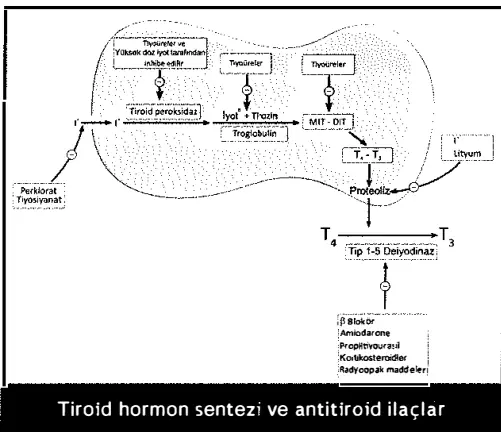 Tiyoüreler ve
Yüksek doz iyot tarafından
inhibe edilir
Tiyoüreler
Tiyoüreler
Tiroid peroksidaz
İyot + Tirozin
MIT - DIT
I⁻
I⁻
Troglobulin
T₄ - T₃
I⁻
Lityum
Perklorat
Tiyosiyanat
Proteoliz
T₄
T₃
Tip 1-5 Deiyodinaz
β Blokör
Amiodarone
Propiltiyourasil
Kortikosteroidler
Radyoopak maddeler
Tiroid hormon sentezi ve antitiroid ilaçlar